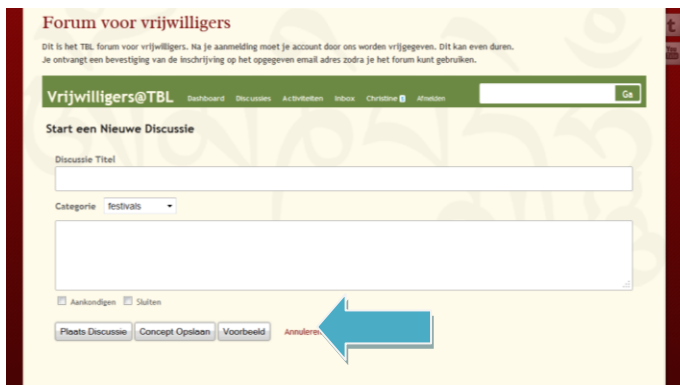 Forum voor vrijwilligers
Dit is het TBL forum voor vrijwilligers. Na je aanmelding moet je account door ons worden vrijgegeven. Dit kan even duren.
Je ontvangt een bevestiging van de inschrijving op het opgegeven email adres zodra je het forum kunt gebruiken.
Vrijwilligers@TBL Dashboard Discussies Activiteiten Inbox Christine Afmelden Ga
Start een Nieuwe Discussie
Discussie Titel
Categorie festivals
Aankondigen Sluiten
Plaats Discussie Concept Opslaan Voorbeeld Annuleren